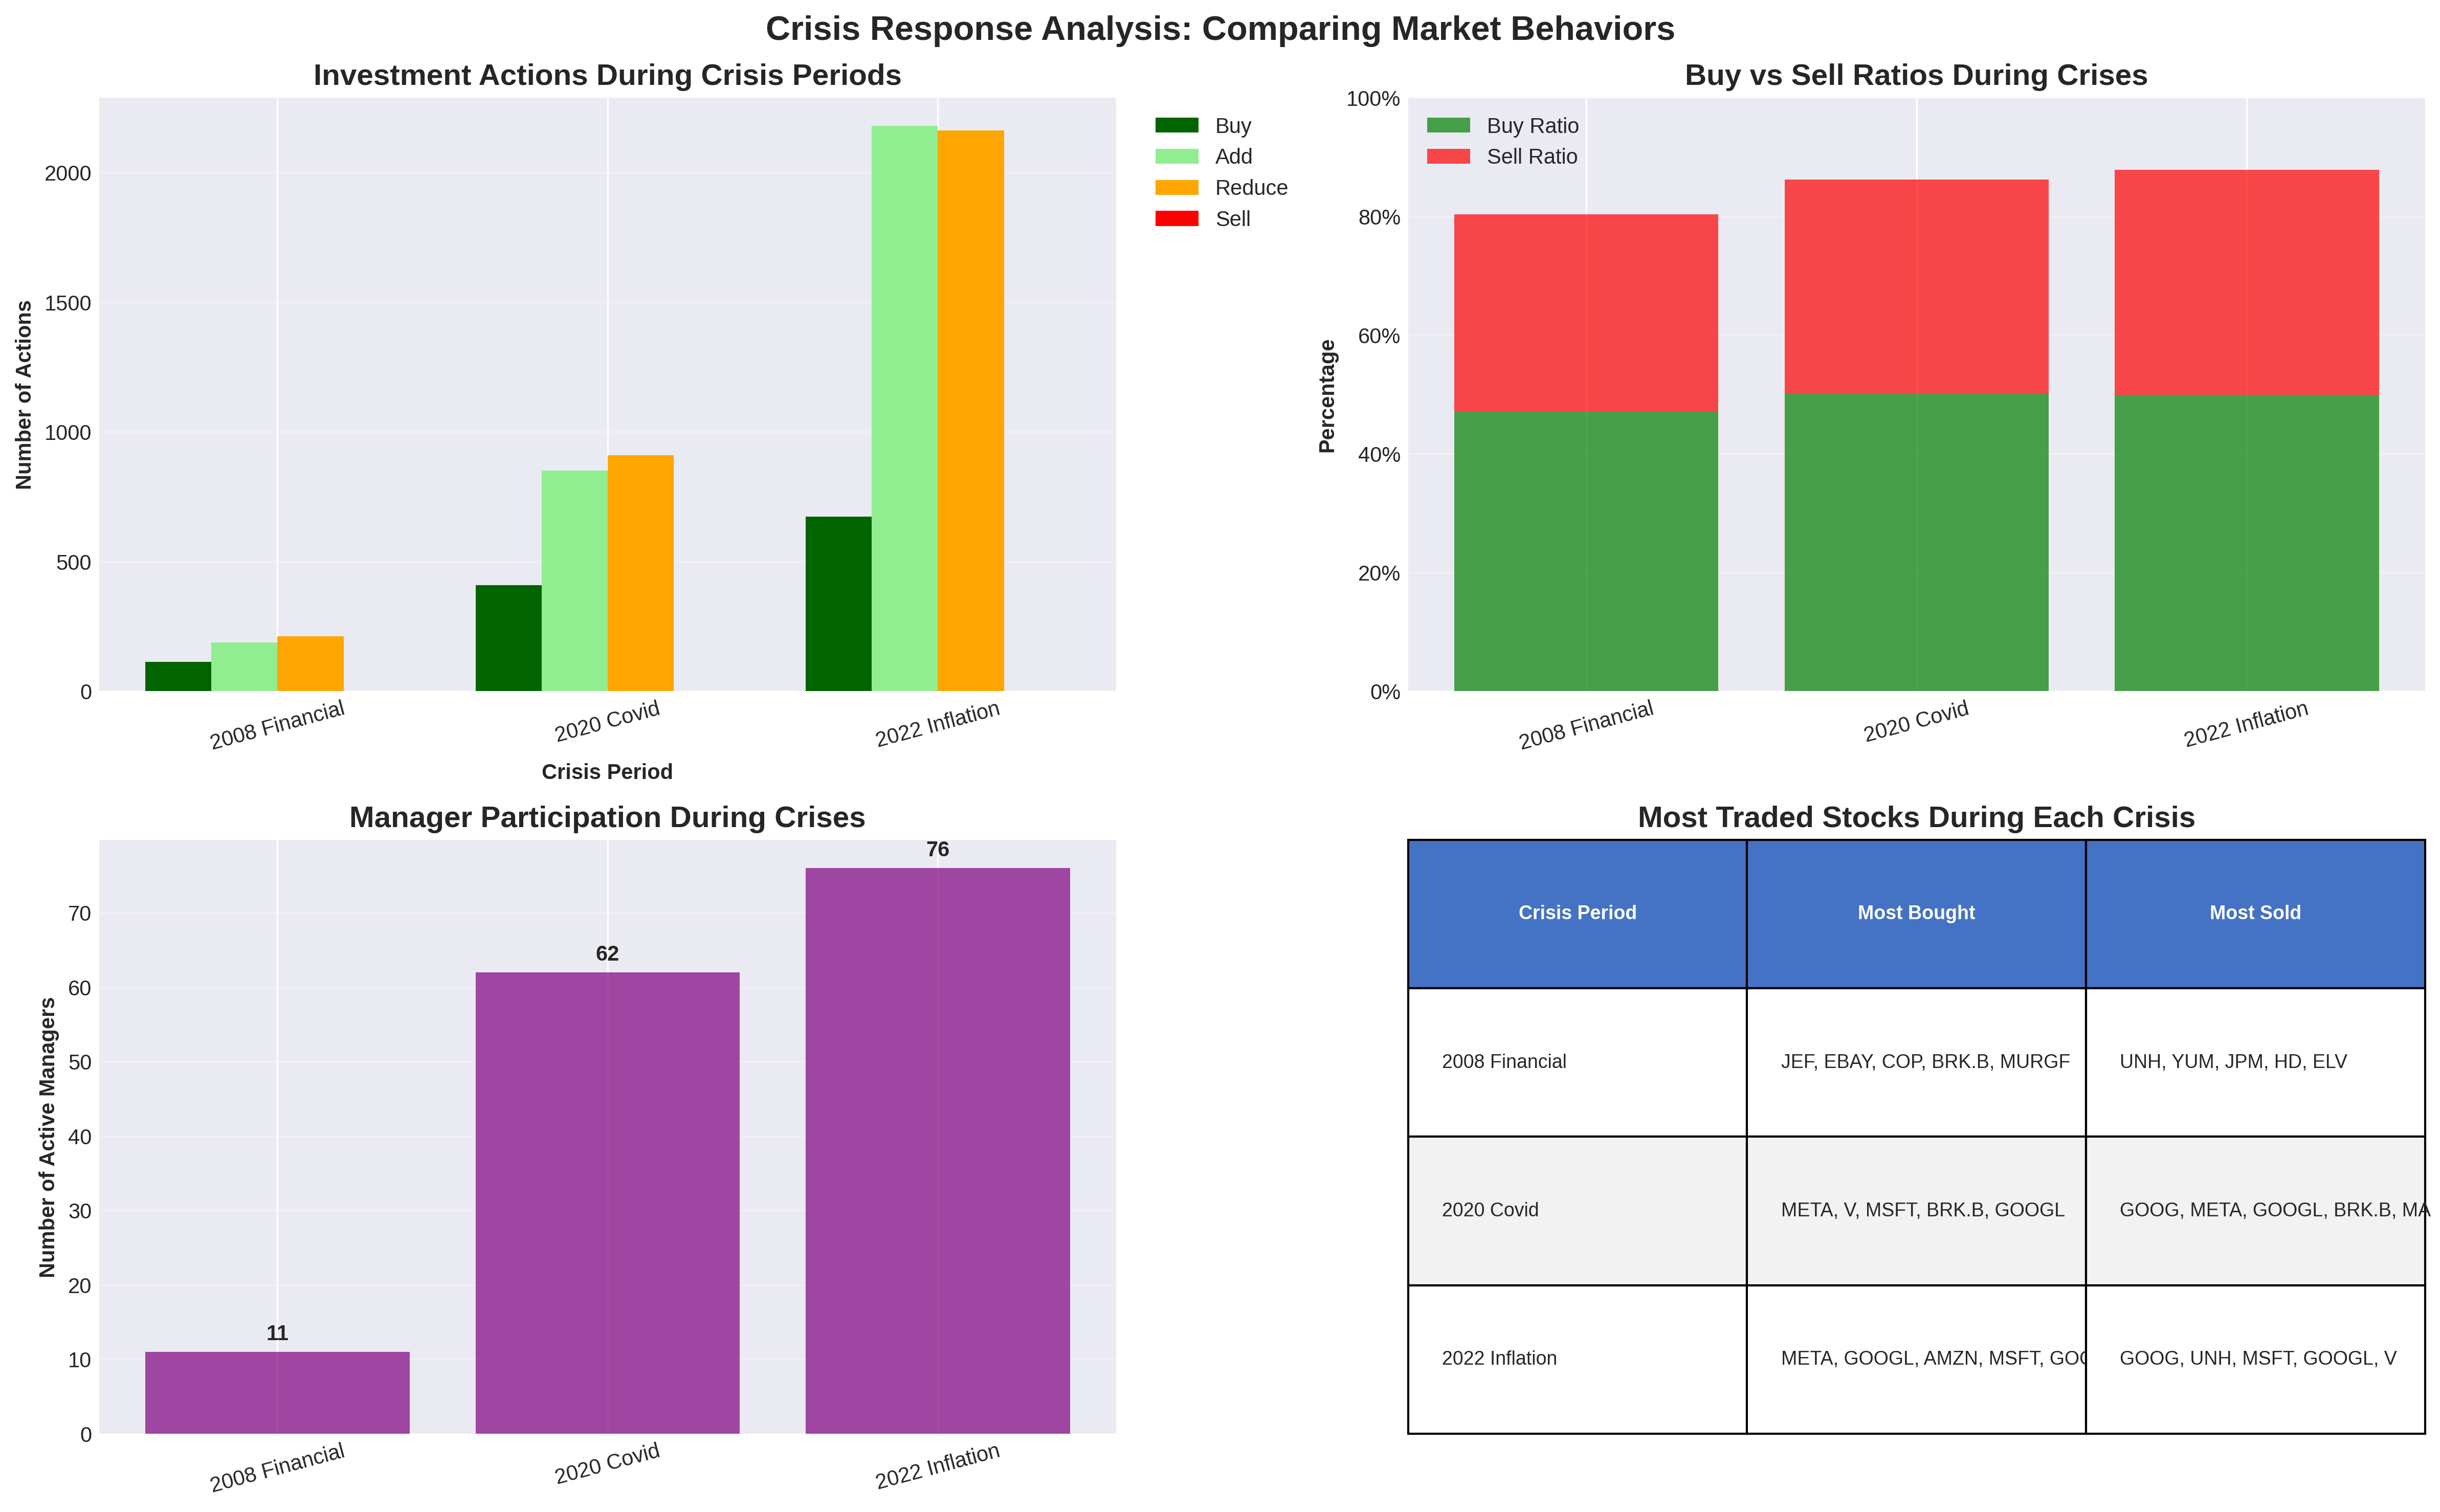 Crisis Response Analysis: Comparing Market Behaviors
Investment Actions During Crisis Periods
Number of Actions
2000
1500
1000
500
0
2008 Financial
2020 Covid
2022 Inflation
Crisis Period
Buy
Add
Reduce
Sell
Buy vs Sell Ratios During Crises
Percentage
100%
80%
60%
40%
20%
0%
Buy Ratio
Sell Ratio
2008 Financial
2020 Covid
2022 Inflation
Manager Participation During Crises
Number of Active Managers
70
60
50
40
30
20
10
0
11
62
76
2008 Financial
2020 Covid
2022 Inflation
Most Traded Stocks During Each Crisis
Crisis Period Most Bought Most Sold
2008 Financial JEF, EBAY, COP, BRK.B, MURGF UNH, YUM, JPM, HD, ELV
2020 Covid META, V, MSFT, BRK.B, GOOGL GOOG, META, GOOGL, BRK.B, MA
2022 Inflation META, GOOGL, AMZN, MSFT, GOOG, UNH, MSFT, GOOGL, V